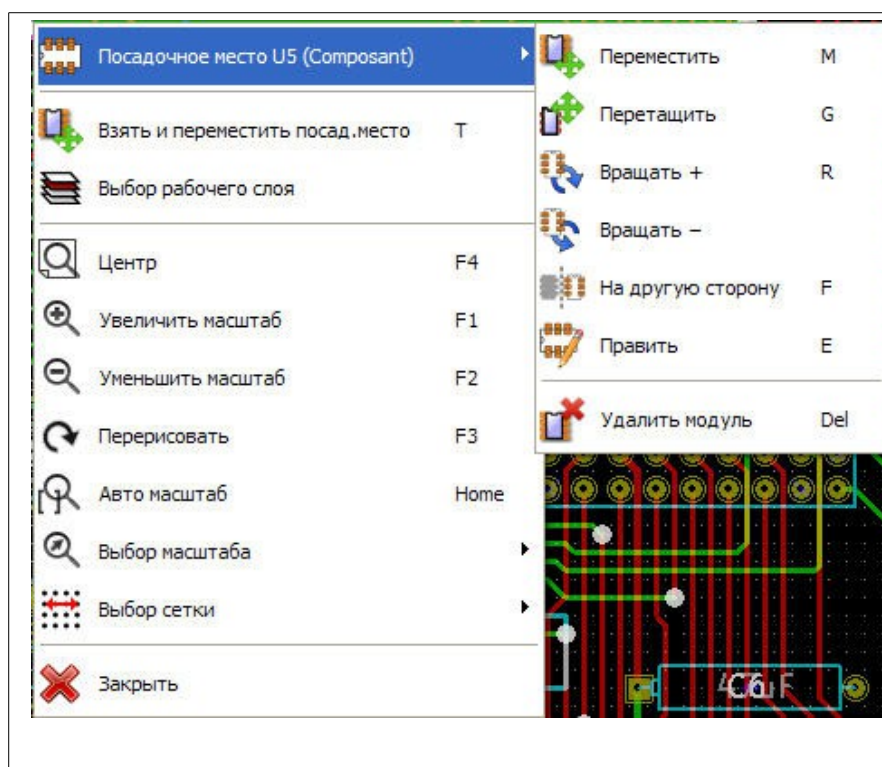 Посадочное место U5 (Composant)
Взять и переместить посад.место T
Выбор рабочего слоя
Центр F4
Увеличить масштаб F1
Уменьшить масштаб F2
Перерисовать F3
Авто масштаб Home
Выбор масштаба
Выбор сетки
Закрыть
Переместить M
Перетащить G
Вращать + R
Вращать −
На другую сторону F
Править E
Удалить модуль Del